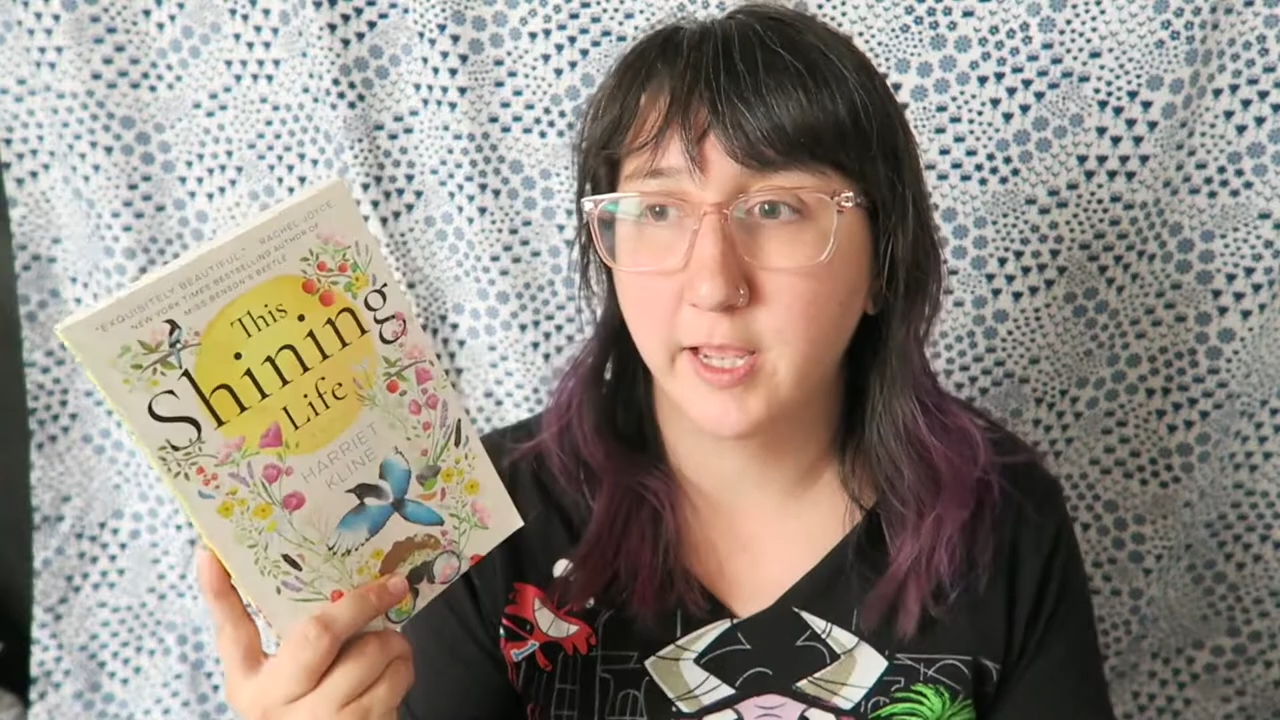 "EXQUISITELY BEAUTIFUL." RACHEL JOYCE,
NEW YORK TIMES BESTSELLING AUTHOR OF
MISS BENSON'S BEETLE
This
Shining
Life
HARRIET
KLINE